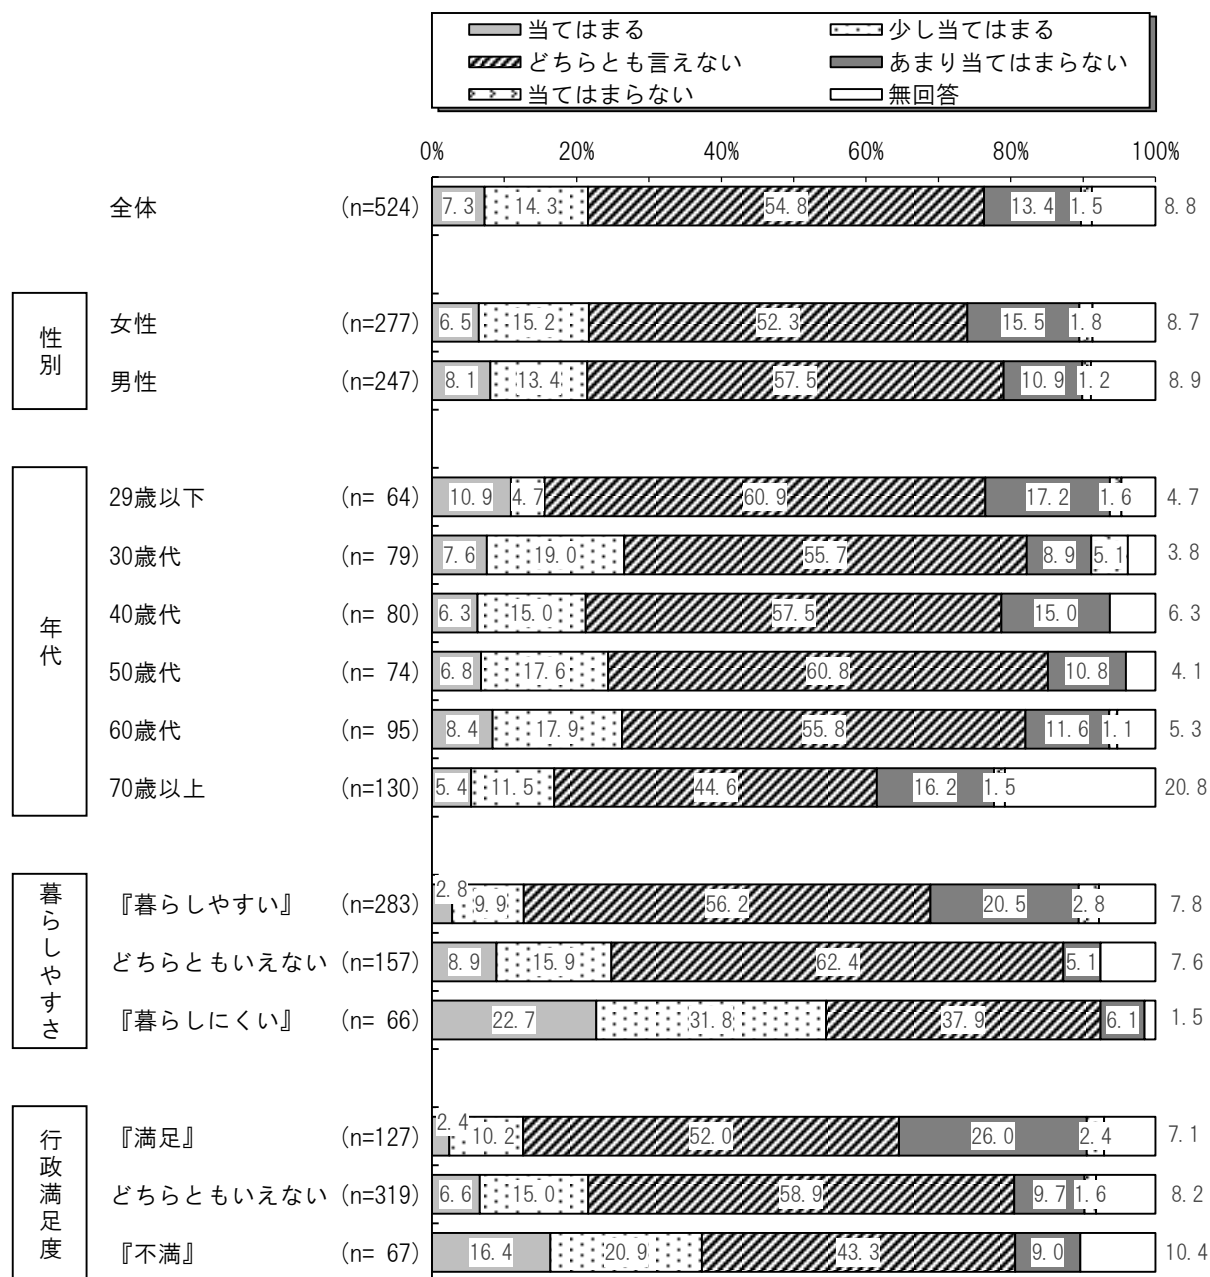 当てはまる 少し当てはまる
どちらとも言えない あまり当てはまらない
当てはまらない 無回答
0% 20% 40% 60% 80% 100%
全体 (n=524) 7.3 14.3 54.8 13.4 1.5 8.8
性別
女性 (n=277) 6.5 15.2 52.3 15.5 1.8 8.7
男性 (n=247) 8.1 13.4 57.5 10.9 1.2 8.9
年代
29歳以下 (n= 64) 10.9 4.7 60.9 17.2 1.6 4.7
30歳代 (n= 79) 7.6 19.0 55.7 8.9 5.1 3.8
40歳代 (n= 80) 6.3 15.0 57.5 15.0 6.3
50歳代 (n= 74) 6.8 17.6 60.8 10.8 4.1
60歳代 (n= 95) 8.4 17.9 55.8 11.6 1.1 5.3
70歳以上 (n=130) 5.4 11.5 44.6 16.2 1.5 20.8
暮らしやすさ
『暮らしやすい』 (n=283) 2.8 9.9 56.2 20.5 2.8 7.8
どちらともいえない (n=157) 8.9 15.9 62.4 5.1 7.6
『暮らしにくい』 (n= 66) 22.7 31.8 37.9 6.1 1.5
行政満足度
『満足』 (n=127) 2.4 10.2 52.0 26.0 2.4 7.1
どちらともいえない (n=319) 6.6 15.0 58.9 9.7 1.6 8.2
『不満』 (n= 67) 16.4 20.9 43.3 9.0 10.4